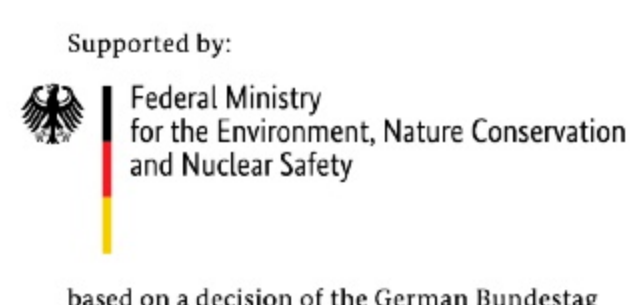 Supported by:
Federal Ministry
for the Environment, Nature Conservation
and Nuclear Safety
based on a decision of the German Bundestag